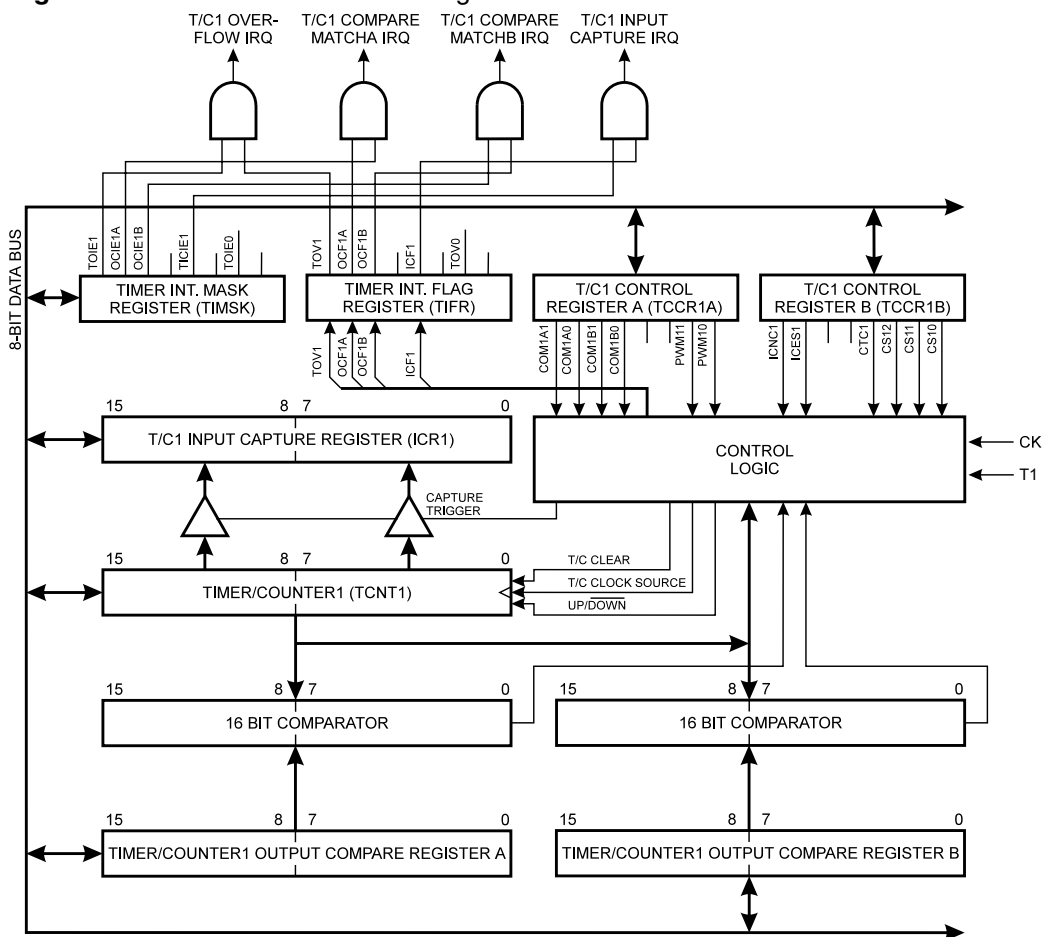 T/C1 OVER-
FLOW IRQ
T/C1 COMPARE
MATCHA IRQ
T/C1 COMPARE
MATCHB IRQ
T/C1 INPUT
CAPTURE IRQ
8-BIT DATA BUS
TOIE1
OCIE1A
OCIE1B
TICIE1
TOIE0
TOV1
OCF1A
OCF1B
ICF1
TOV0
TIMER INT. MASK
REGISTER (TIMSK)
TIMER INT. FLAG
REGISTER (TIFR)
T/C1 CONTROL
REGISTER A (TCCR1A)
T/C1 CONTROL
REGISTER B (TCCR1B)
TOV1
OCF1A
OCF1B
ICF1
COM1A1
COM1A0
COM1B1
COM1B0
PWM11
PWM10
ICNC1
ICES1
CTC1
CS12
CS11
CS10
15 8 7 0
T/C1 INPUT CAPTURE REGISTER (ICR1)
CONTROL
LOGIC
CK
T1
CAPTURE
TRIGGER
15 8 7 0
TIMER/COUNTER1 (TCNT1)
T/C CLEAR
T/C CLOCK SOURCE
UP/DOWN
15 8 7 0
16 BIT COMPARATOR
15 8 7 0
16 BIT COMPARATOR
15 8 7 0
TIMER/COUNTER1 OUTPUT COMPARE REGISTER A
15 8 7 0
TIMER/COUNTER1 OUTPUT COMPARE REGISTER B